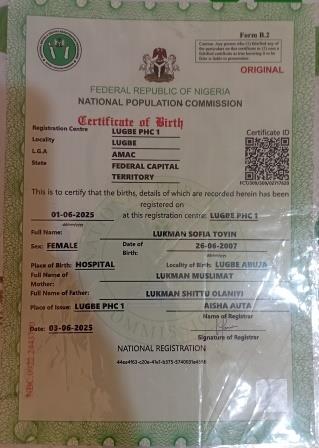 Form B.2
ORIGINAL
FEDERAL REPUBLIC OF NIGERIA
NATIONAL POPULATION COMMISSION
Certificate of Birth
Registration Centre LUGBE PHC 1
Certificate ID
Locality LUGBE
L.G.A AMAC
State FEDERAL CAPITAL
TERRITORY
This is to certify that the births, details of which are recorded herein has been
registered on
01-06-2025 at this registration centre: LUGBE PHC 1
Full Name: LUKMAN SOFIA TOYIN
Sex: FEMALE Date of Birth: 26-06-2007
Place of Birth: HOSPITAL Locality of Birth: LUGBE ABUJA
Full Name of Mother: LUKMAN MUSLIMAT
Full Name of Father: LUKMAN SHITTU OLANIYI
Place of Issue: LUGBE PHC 1 AISHA AUTA
Name of Registrar
Date: 03-06-2025
Signature of Registrar
NATIONAL REGISTRATION